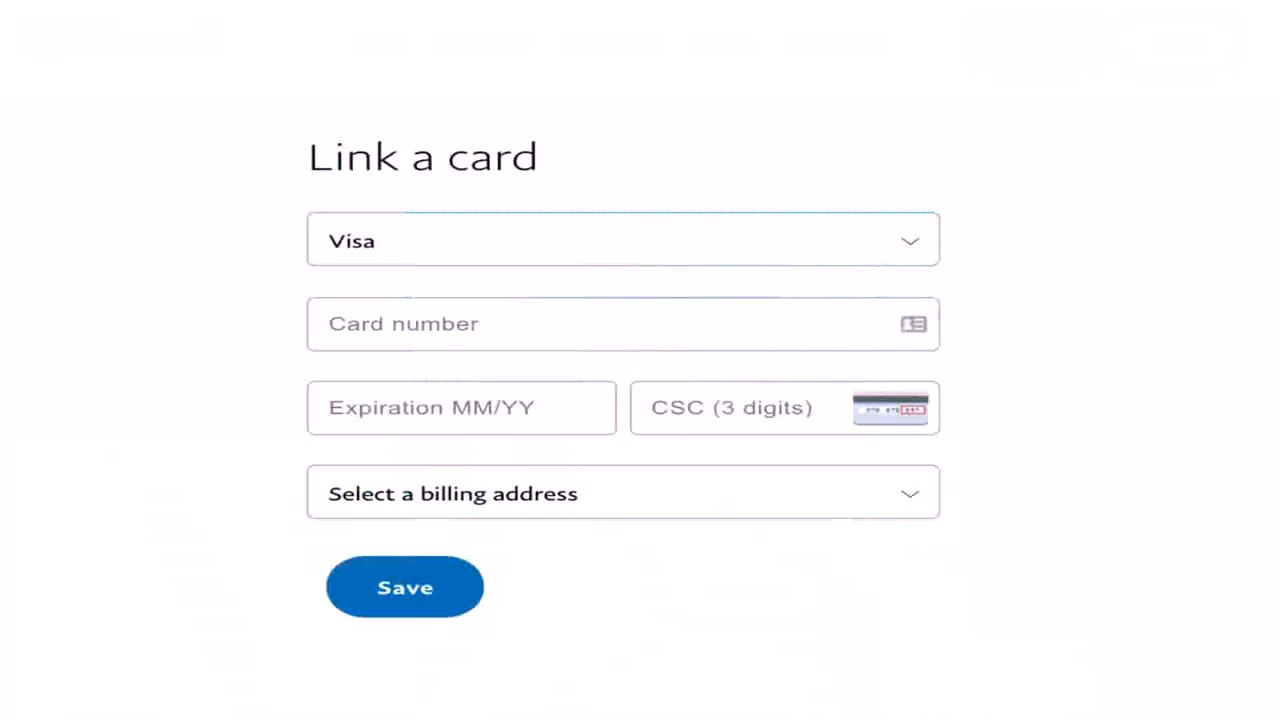 Link a card
Visa
Card number
Expiration MM/YY CSC (3 digits)
Select a billing address
Save